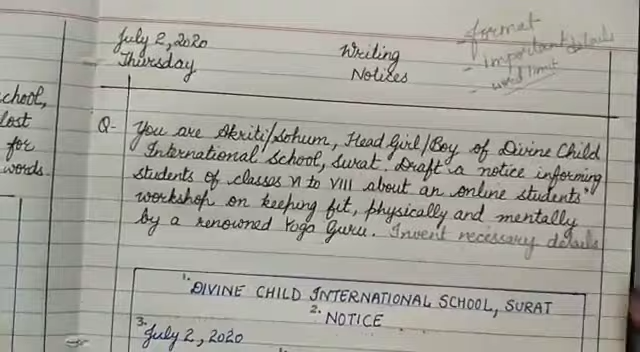 July 2, 2020
Thursday
Writing
Notices
- format
- important details
- word limit
chool,
lost
for
words.
Q- You are Akriti/Sohum, Head Girl/Boy of Divine Child
International School, Surat. Draft a notice informing
students of classes VI to VIII about an online students'
workshop on keeping fit, physically and mentally
by a renowned Yoga Guru. Invent necessary details
1. DIVINE CHILD INTERNATIONAL SCHOOL, SURAT
2. NOTICE
3. July 2, 2020